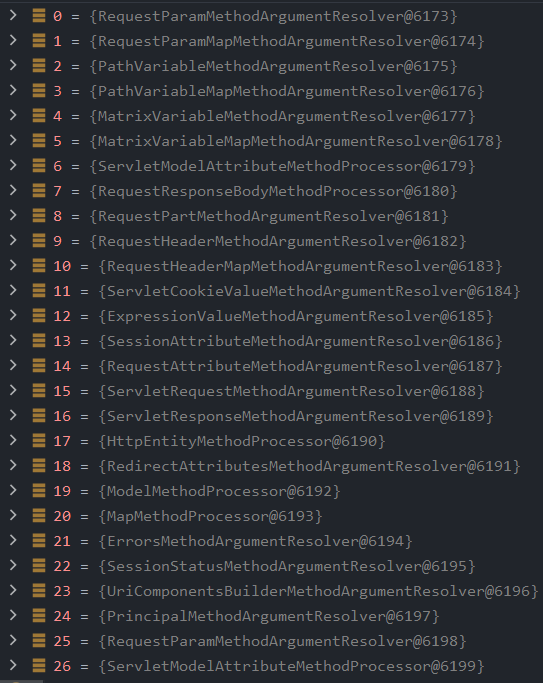 0 = {RequestParamMethodArgumentResolver@6173}
1 = {RequestParamMapMethodArgumentResolver@6174}
2 = {PathVariableMethodArgumentResolver@6175}
3 = {PathVariableMapMethodArgumentResolver@6176}
4 = {MatrixVariableMethodArgumentResolver@6177}
5 = {MatrixVariableMapMethodArgumentResolver@6178}
6 = {ServletModelAttributeMethodProcessor@6179}
7 = {RequestResponseBodyMethodProcessor@6180}
8 = {RequestPartMethodArgumentResolver@6181}
9 = {RequestHeaderMethodArgumentResolver@6182}
10 = {RequestHeaderMapMethodArgumentResolver@6183}
11 = {ServletCookieValueMethodArgumentResolver@6184}
12 = {ExpressionValueMethodArgumentResolver@6185}
13 = {SessionAttributeMethodArgumentResolver@6186}
14 = {RequestAttributeMethodArgumentResolver@6187}
15 = {ServletRequestMethodArgumentResolver@6188}
16 = {ServletResponseMethodArgumentResolver@6189}
17 = {HttpEntityMethodProcessor@6190}
18 = {RedirectAttributesMethodArgumentResolver@6191}
19 = {ModelMethodProcessor@6192}
20 = {MapMethodProcessor@6193}
21 = {ErrorsMethodArgumentResolver@6194}
22 = {SessionStatusMethodArgumentResolver@6195}
23 = {UriComponentsBuilderMethodArgumentResolver@6196}
24 = {PrincipalMethodArgumentResolver@6197}
25 = {RequestParamMethodArgumentResolver@6198}
26 = {ServletModelAttributeMethodProcessor@6199}